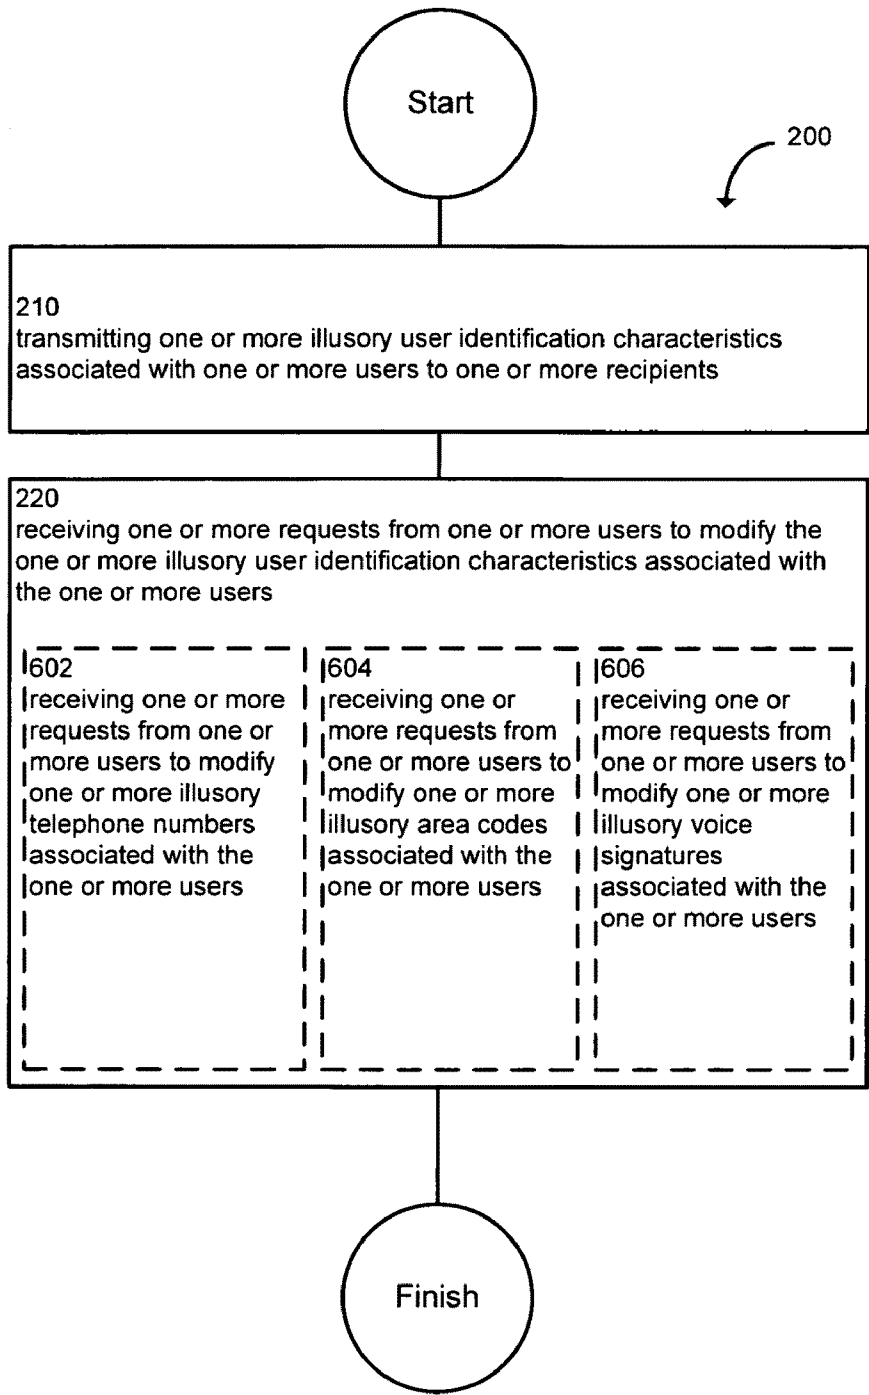 Start
200
210
transmitting one or more illusory user identification characteristics
associated with one or more users to one or more recipients
220
receiving one or more requests from one or more users to modify the
one or more illusory user identification characteristics associated with
the one or more users
602
receiving one or more
requests from one or
more users to modify
one or more illusory
telephone numbers
associated with the
one or more users
604
receiving one or
more requests from
one or more users to
modify one or more
illusory area codes
associated with the
one or more users
606
receiving one or
more requests from
one or more users to
modify one or more
illusory voice
signatures
associated with the
one or more users
Finish